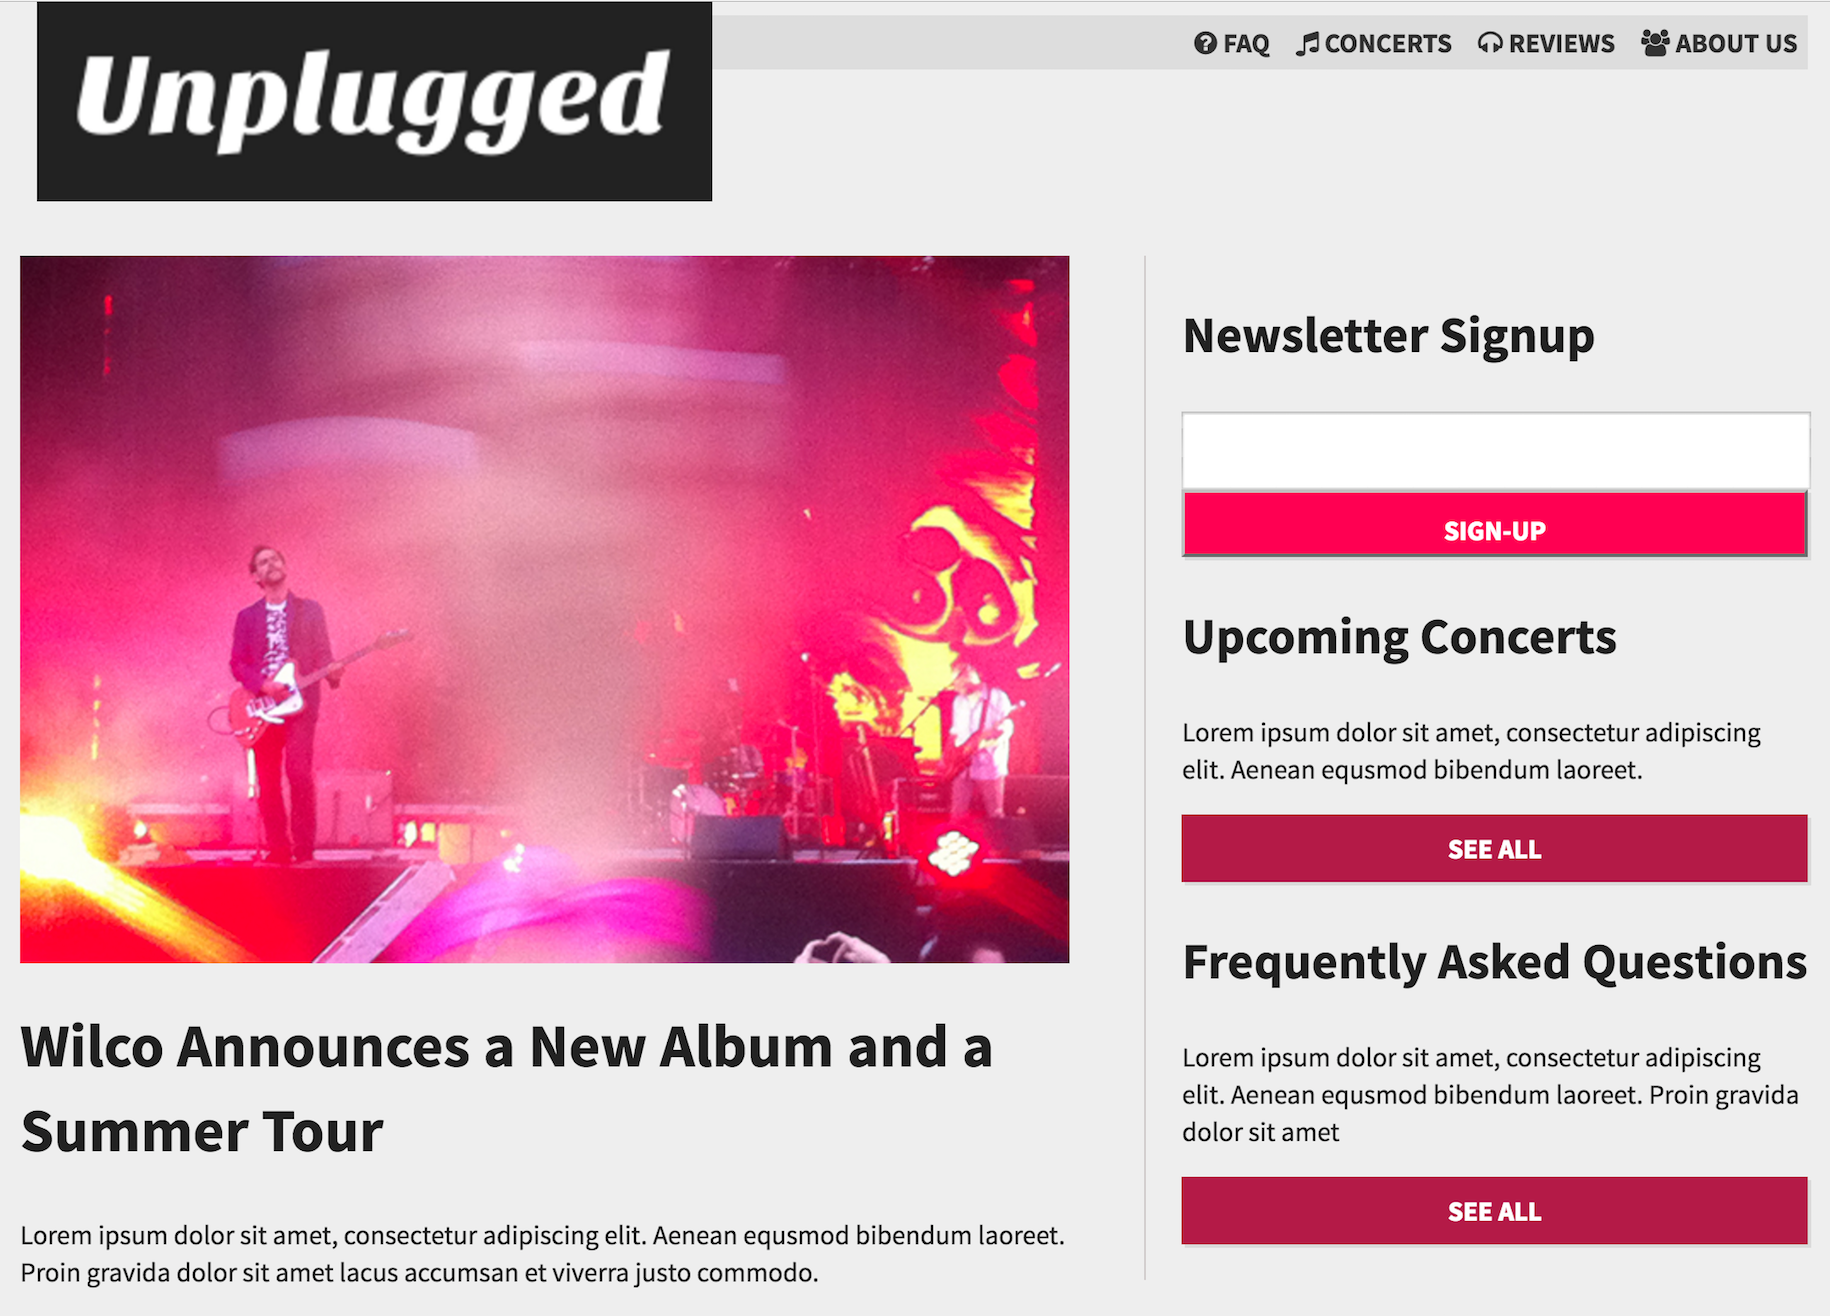 Unplugged
FAQ CONCERTS REVIEWS ABOUT US
Wilco Announces a New Album and a
Summer Tour
Lorem ipsum dolor sit amet, consectetur adipiscing elit. Aenean equsmod bibendum laoreet.
Proin gravida dolor sit amet lacus accumsan et viverra justo commodo.
Newsletter Signup
SIGN-UP
Upcoming Concerts
Lorem ipsum dolor sit amet, consectetur adipiscing
elit. Aenean equsmod bibendum laoreet.
SEE ALL
Frequently Asked Questions
Lorem ipsum dolor sit amet, consectetur adipiscing
elit. Aenean equsmod bibendum laoreet. Proin gravida
dolor sit amet
SEE ALL